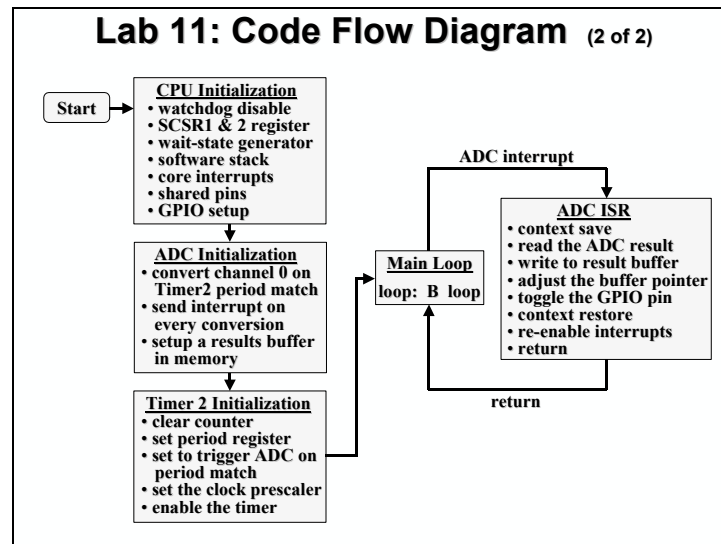 Lab 11: Code Flow Diagram (2 of 2)
Start
CPU Initialization
• watchdog disable
• SCSR1 & 2 register
• wait-state generator
• software stack
• core interrupts
• shared pins
• GPIO setup
ADC Initialization
• convert channel 0 on
Timer2 period match
• send interrupt on
every conversion
• setup a results buffer
in memory
Timer 2 Initialization
• clear counter
• set period register
• set to trigger ADC on
period match
• set the clock prescaler
• enable the timer
Main Loop
loop: B loop
ADC interrupt
ADC ISR
• context save
• read the ADC result
• write to result buffer
• adjust the buffer pointer
• toggle the GPIO pin
• context restore
• re-enable interrupts
• return
return